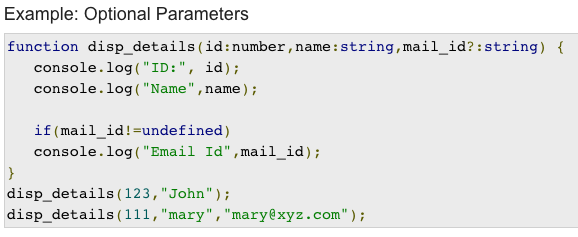 Example: Optional Parameters
function disp_details(id:number,name:string,mail_id?:string) {
   console.log("ID:", id);
   console.log("Name",name);

   if(mail_id!=undefined)
   console.log("Email Id",mail_id);
}
disp_details(123,"John");
disp_details(111,"mary","mary@xyz.com");